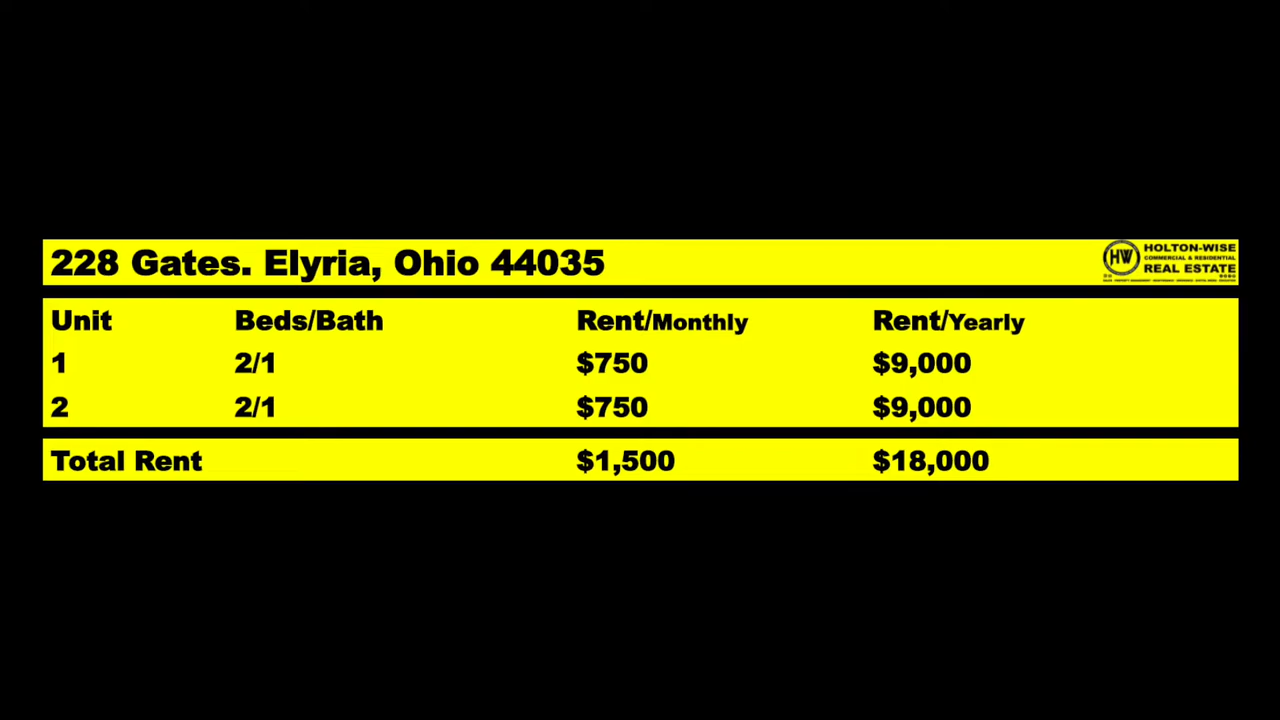 228 Gates. Elyria, Ohio 44035
HW
HOLTON-WISE
COMMERCIAL & RESIDENTIAL
REAL ESTATE
Unit Beds/Bath Rent/Monthly Rent/Yearly
1 2/1 $750 $9,000
2 2/1 $750 $9,000
Total Rent $1,500 $18,000